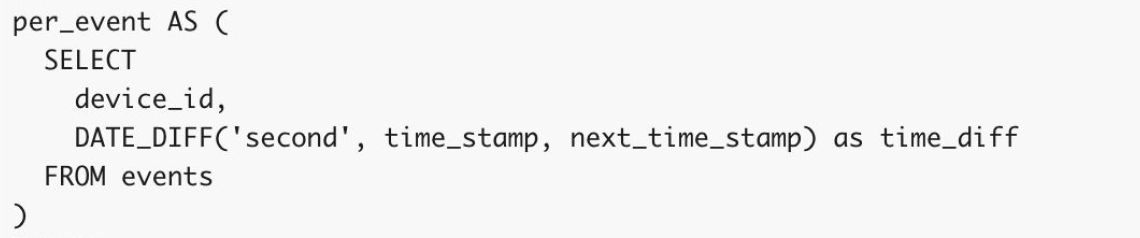 per_event AS (
  SELECT
    device_id,
    DATE_DIFF('second', time_stamp, next_time_stamp) as time_diff
  FROM events
)